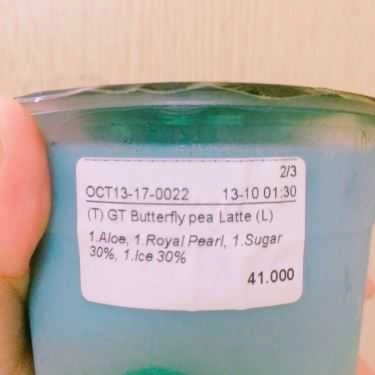 2/3
OCT13-17-0022 13-10 01:30
(T) GT Butterfly pea Latte (L)
1.Aloe, 1.Royal Pearl, 1.Sugar
30%, 1.Ice 30%
41.000